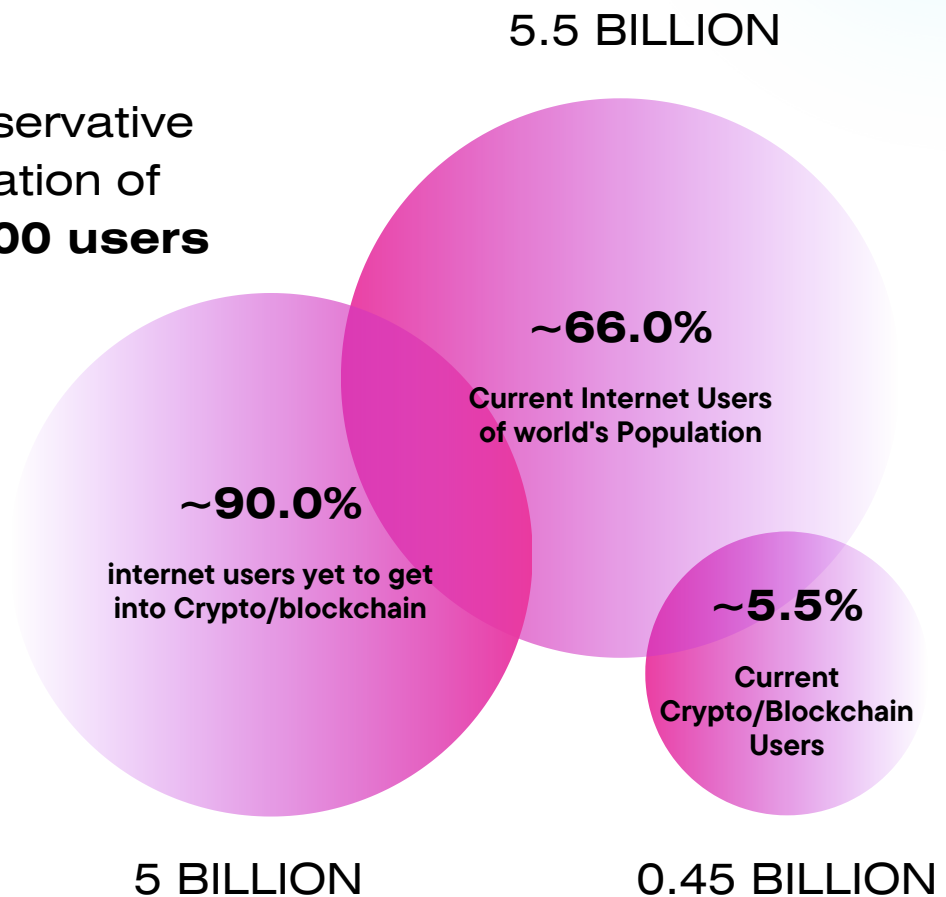 5.5 BILLION
servative
ation of
00 users
~66.0%
Current Internet Users
of world's Population
~90.0%
internet users yet to get
into Crypto/blockchain
~5.5%
Current
Crypto/Blockchain
Users
5 BILLION
0.45 BILLION